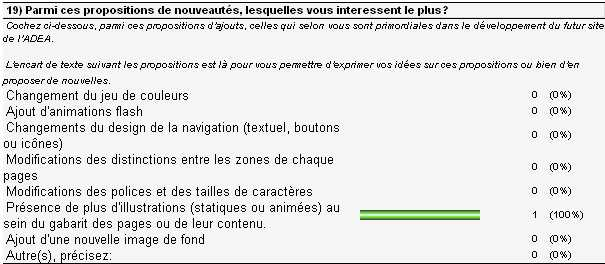 19) Parmi ces propositions de nouveautés, lesquelles vous interessent le plus?
Cochez ci-dessous, parmi ces propositions d'ajouts, celles qui selon vous sont primordiales dans le développement du futur site
de l'ADEA.
L'encart de texte suivant les propositions est là pour vous permettre d'exprimer vos idées sur ces propositions ou bien d'en
proposer de nouvelles.
Changement du jeu de couleurs 0 (0%)
Ajout d'animations flash 0 (0%)
Changements du design de la navigation (textuel, boutons
ou icônes) 0 (0%)
Modifications des distinctions entre les zones de chaque
pages 0 (0%)
Modifications des polices et des tailles de caractères 0 (0%)
Présence de plus d'illustrations (statiques ou animées) au
sein du gabarit des pages ou de leur contenu. 1 (100%)
Ajout d'une nouvelle image de fond 0 (0%)
Autre(s), précisez: 0 (0%)